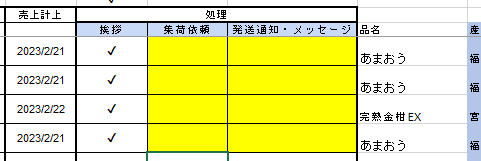 売上計上 処理
挨拶 集荷依頼 発送通知・メッセージ 品名 産
2023/2/21 ✓ あまおう 福
2023/2/21 ✓ あまおう 福
2023/2/22 ✓ 完熟金柑EX 宮
2023/2/21 ✓ あまおう 福